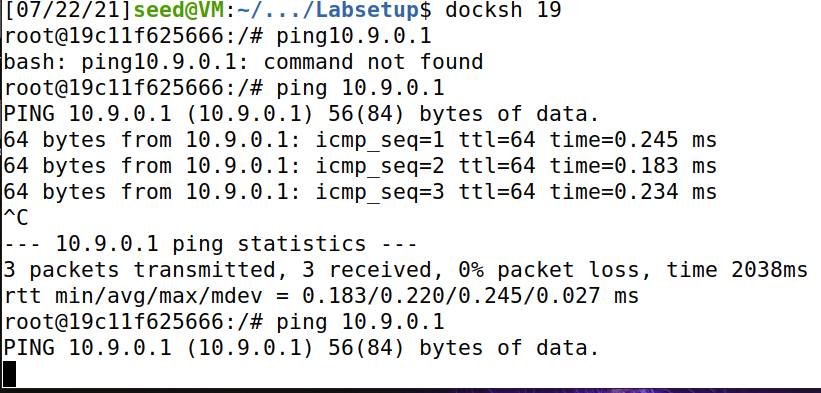 [07/22/21]seed@VM:~/.../Labsetup$ docksh 19
root@19c11f625666:/# ping10.9.0.1
bash: ping10.9.0.1: command not found
root@19c11f625666:/# ping 10.9.0.1
PING 10.9.0.1 (10.9.0.1) 56(84) bytes of data.
64 bytes from 10.9.0.1: icmp_seq=1 ttl=64 time=0.245 ms
64 bytes from 10.9.0.1: icmp_seq=2 ttl=64 time=0.183 ms
64 bytes from 10.9.0.1: icmp_seq=3 ttl=64 time=0.234 ms
^C
--- 10.9.0.1 ping statistics ---
3 packets transmitted, 3 received, 0% packet loss, time 2038ms
rtt min/avg/max/mdev = 0.183/0.220/0.245/0.027 ms
root@19c11f625666:/# ping 10.9.0.1
PING 10.9.0.1 (10.9.0.1) 56(84) bytes of data.